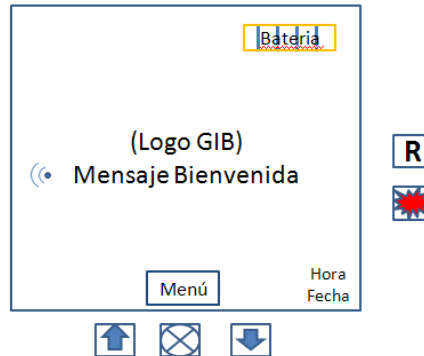 Bateria
(Logo GIB)
Mensaje Bienvenida
R
Menú
Hora
Fecha